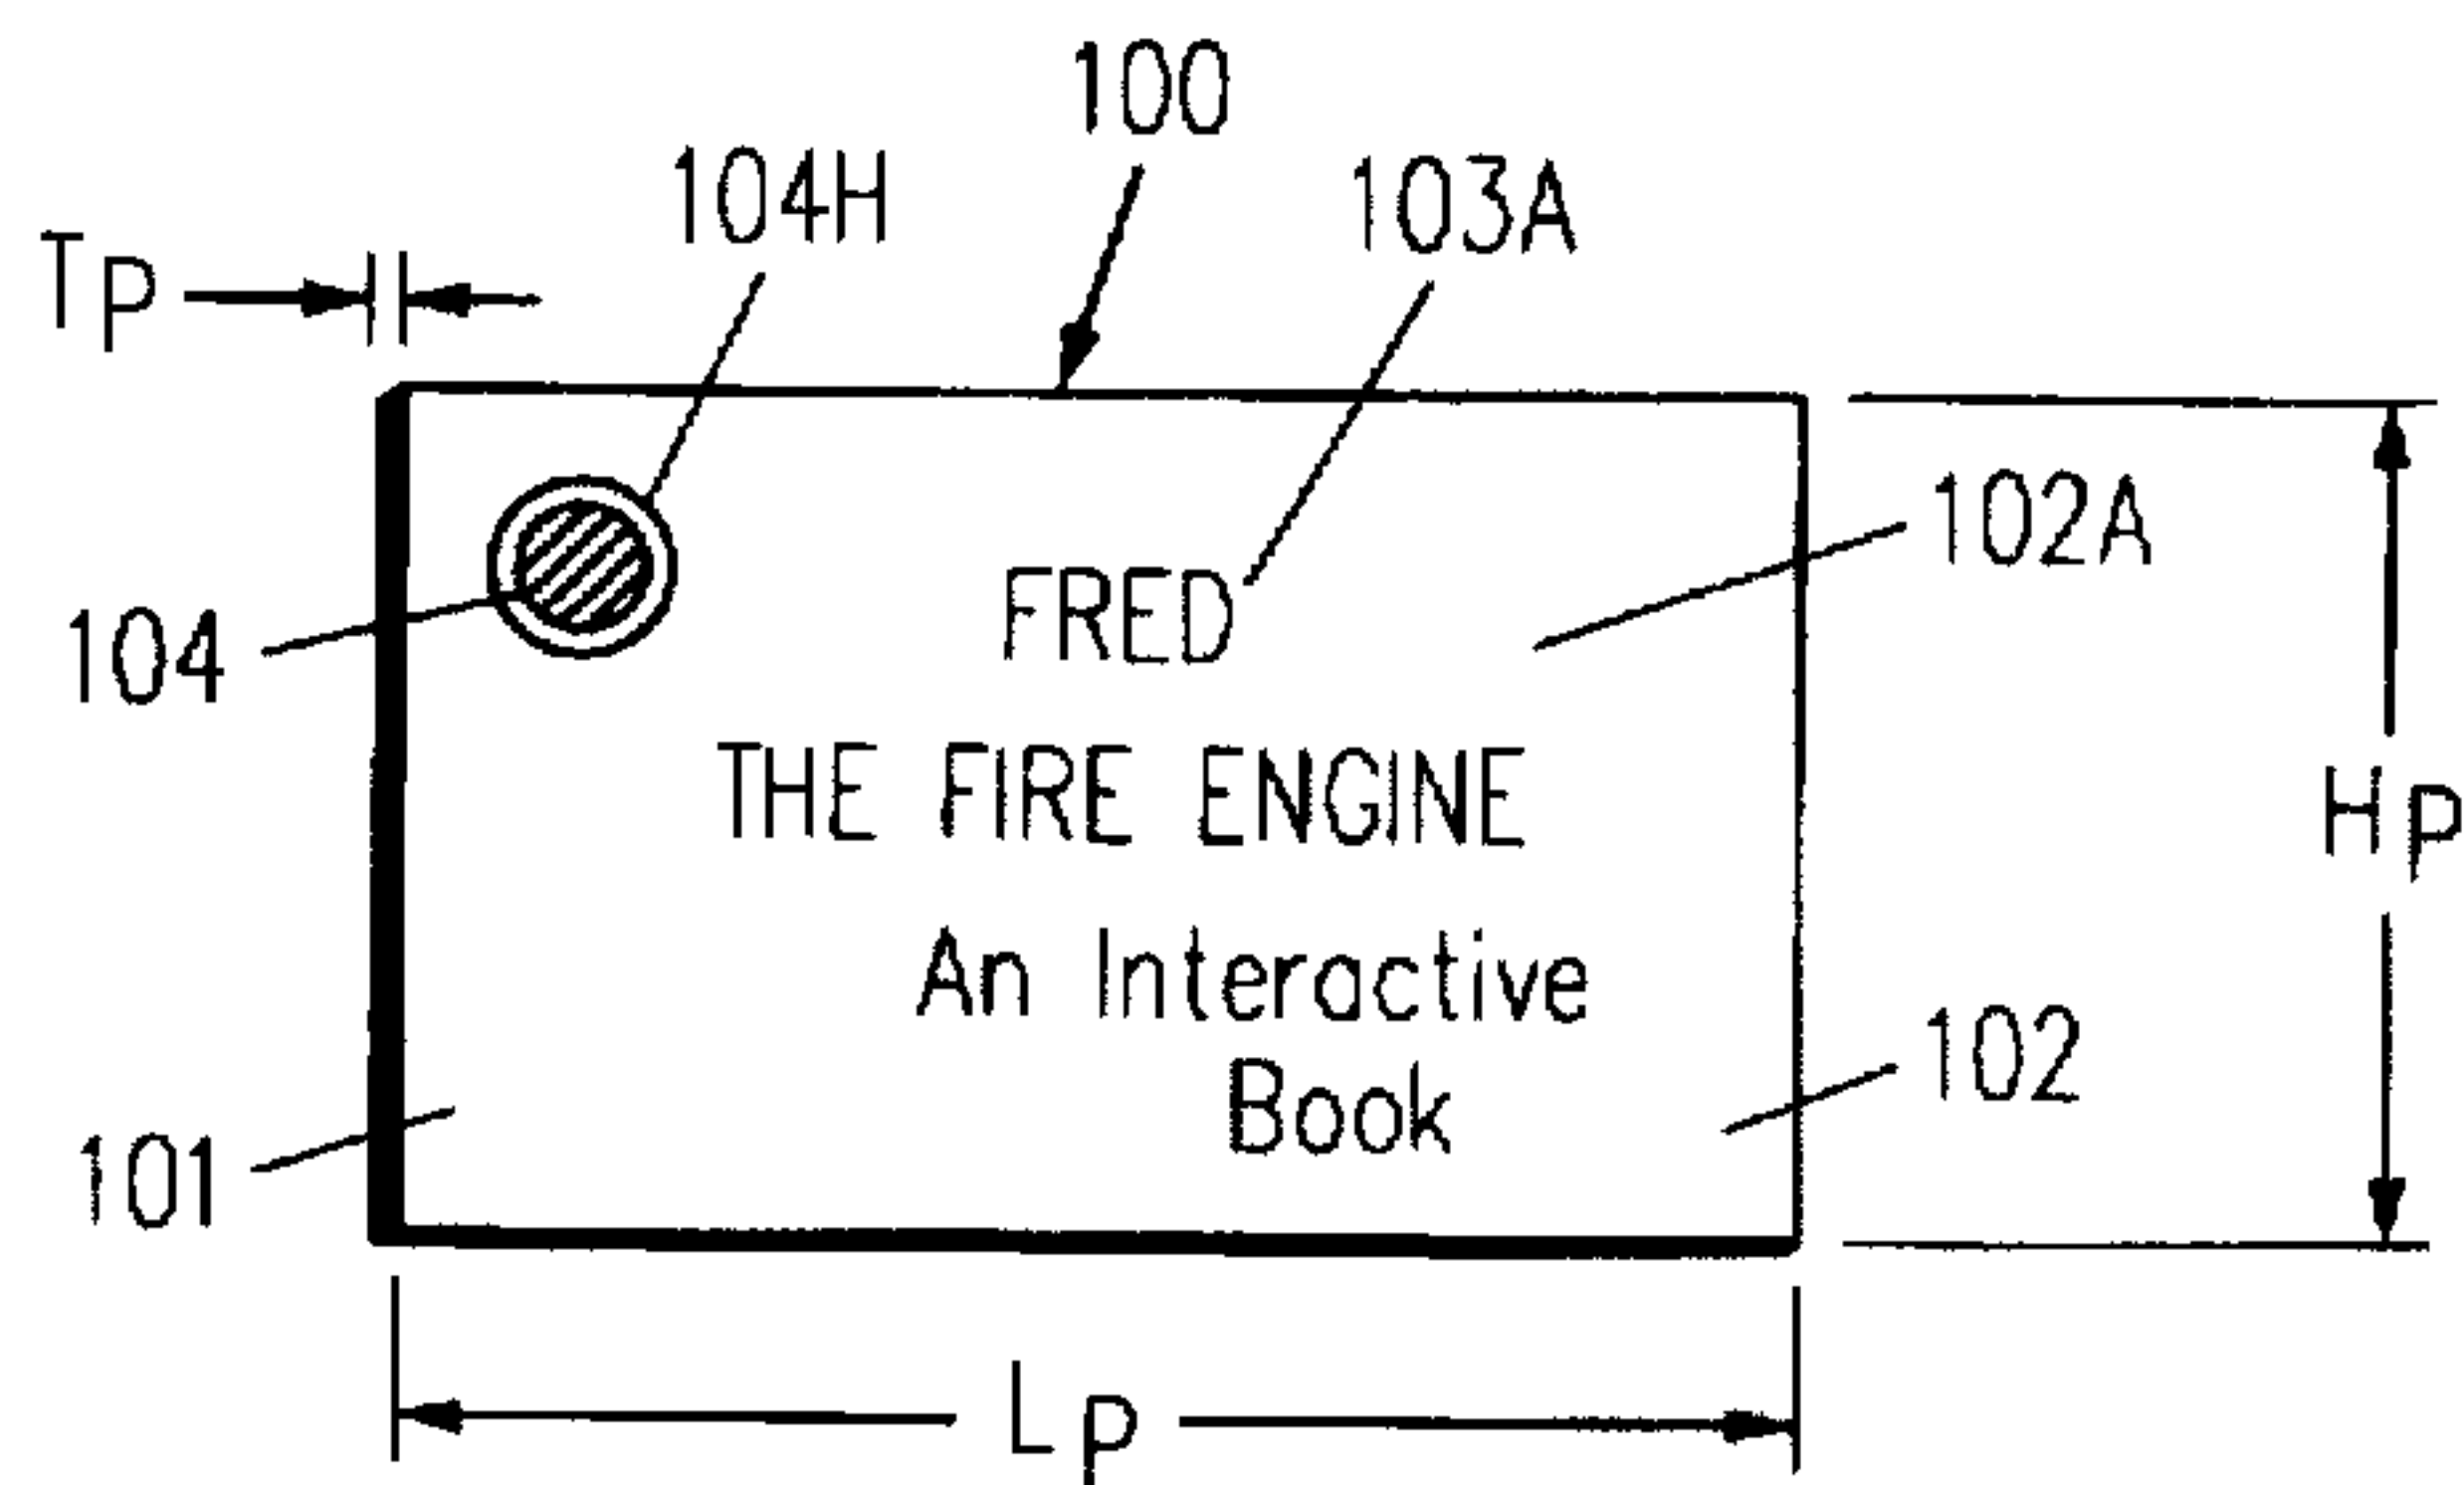 100
104H
103A
TP
102A
104
FRED
THE FIRE ENGINE
HP
An Interactive
Book
102
101
LP